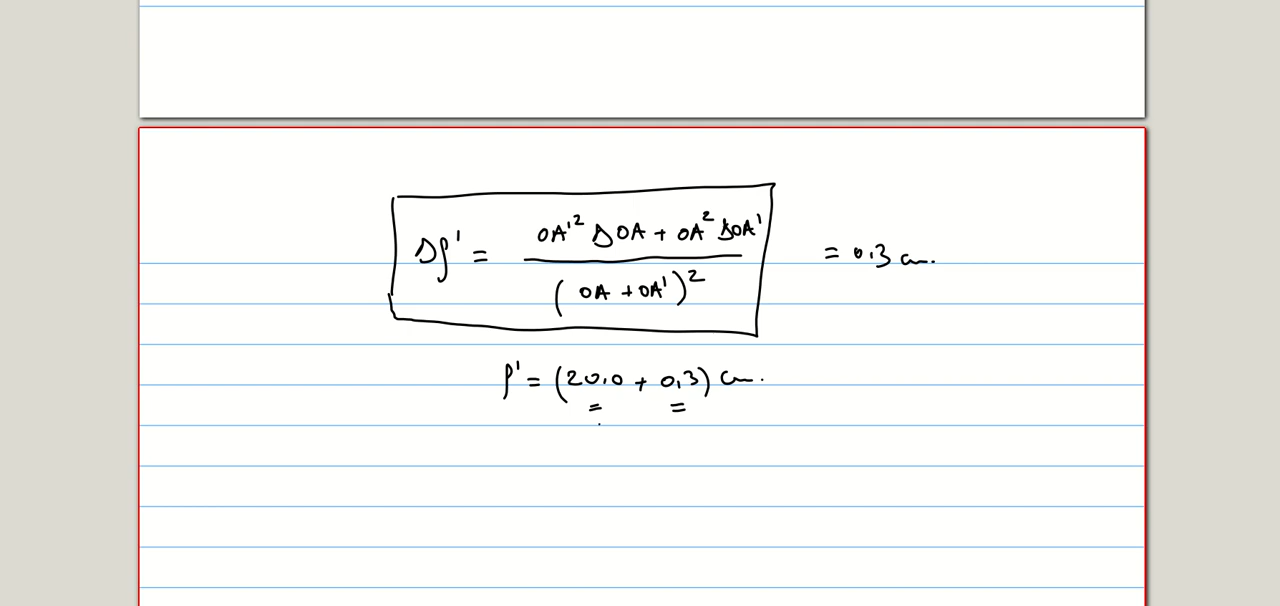 Δf' = (OA'² ΔOA + OA² ΔOA') / (OA + OA')² = 0,3 cm.
f' = (20,0 + 0,3) cm.